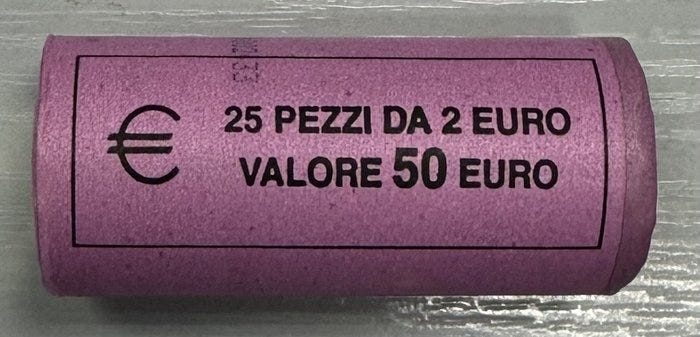 € 25 PEZZI DA 2 EURO
VALORE 50 EURO